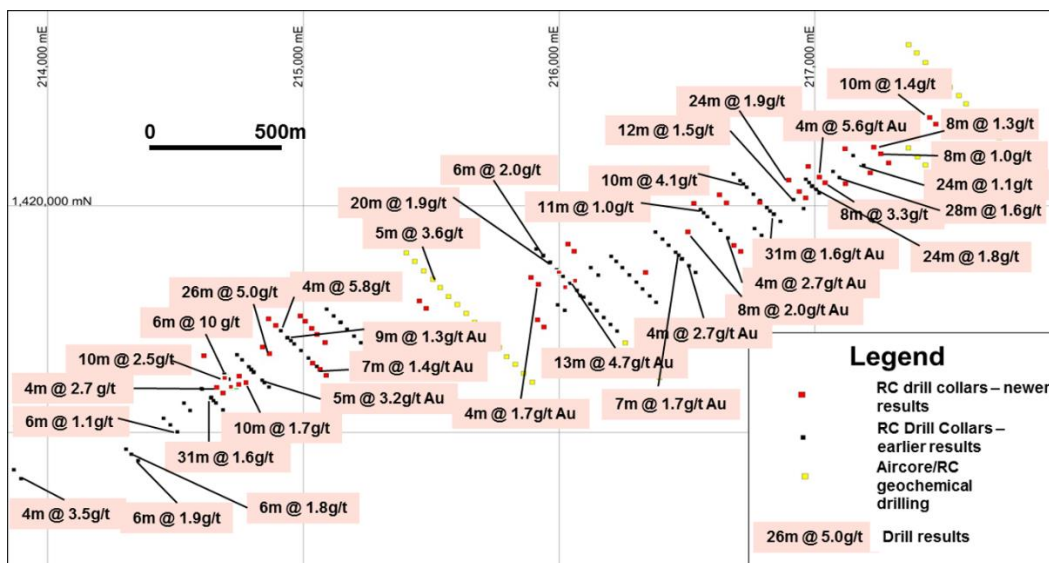 214,000 mE
215,000 mE
216,000 mE
217,000 mE
10m @ 1.4g/t
24m @ 1.9g/t
0 500m
12m @ 1.5g/t
4m @ 5.6g/t Au
8m @ 1.3g/t
8m @ 1.0g/t
6m @ 2.0g/t
10m @ 4.1g/t
24m @ 1.1g/t
1,420,000 mN
20m @ 1.9g/t
11m @ 1.0g/t
8m @ 3.3g/t
28m @ 1.6g/t
5m @ 3.6g/t
31m @ 1.6g/t Au
24m @ 1.8g/t
4m @ 2.7g/t Au
26m @ 5.0g/t
4m @ 5.8g/t
8m @ 2.0g/t Au
6m @ 10 g/t
9m @ 1.3g/t Au
4m @ 2.7g/t Au
10m @ 2.5g/t
7m @ 1.4g/t Au
13m @ 4.7g/t Au
4m @ 2.7 g/t
5m @ 3.2g/t Au
4m @ 1.7g/t Au
7m @ 1.7g/t Au
6m @ 1.1g/t
10m @ 1.7g/t
31m @ 1.6g/t
4m @ 3.5g/t
6m @ 1.9g/t
6m @ 1.8g/t
Legend
RC drill collars – newer
results
RC Drill Collars –
earlier results
Aircore/RC
geochemical
drilling
26m @ 5.0g/t Drill results